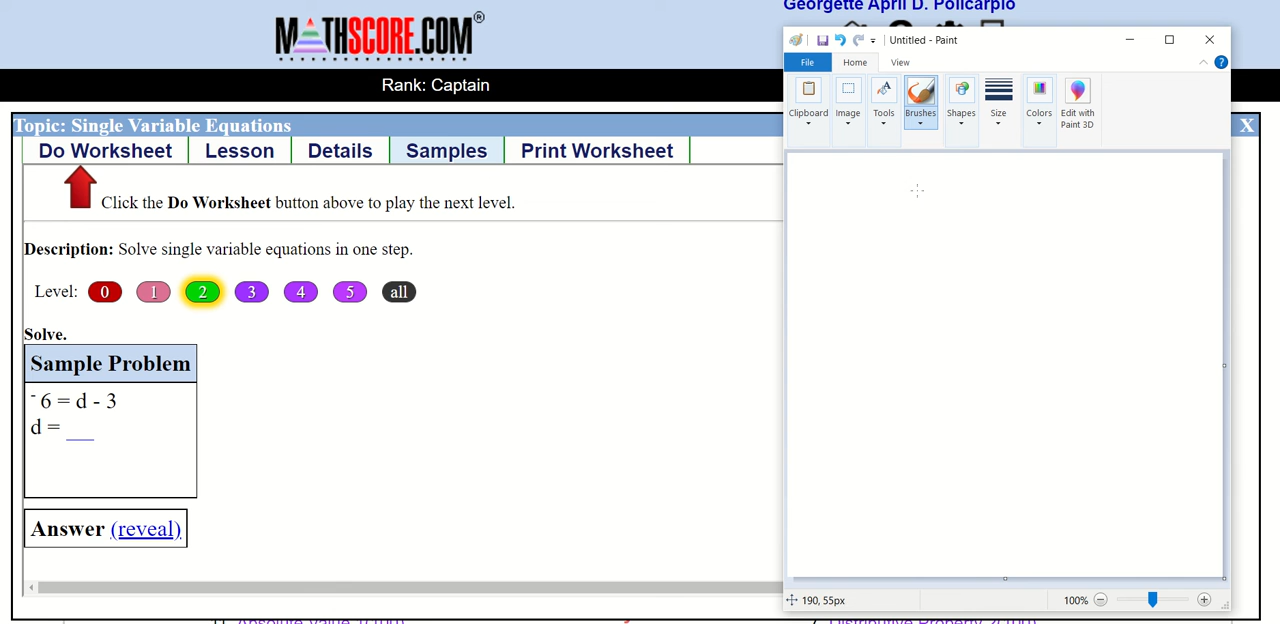 Georgette April D. Policarpio
MATHSCORE.COM®
Rank: Captain
Topic: Single Variable Equations
X
Do Worksheet
Lesson
Details
Samples
Print Worksheet
Click the Do Worksheet button above to play the next level.
Description: Solve single variable equations in one step.
Level: 0 1 2 3 4 5 all
Solve.
Sample Problem
-6 = d - 3
d = ___
Answer (reveal)
Untitled - Paint
File
Home
View
Clipboard
Image
Tools
Brushes
Shapes
Size
Colors
Edit with
Paint 3D
190, 55px
100%